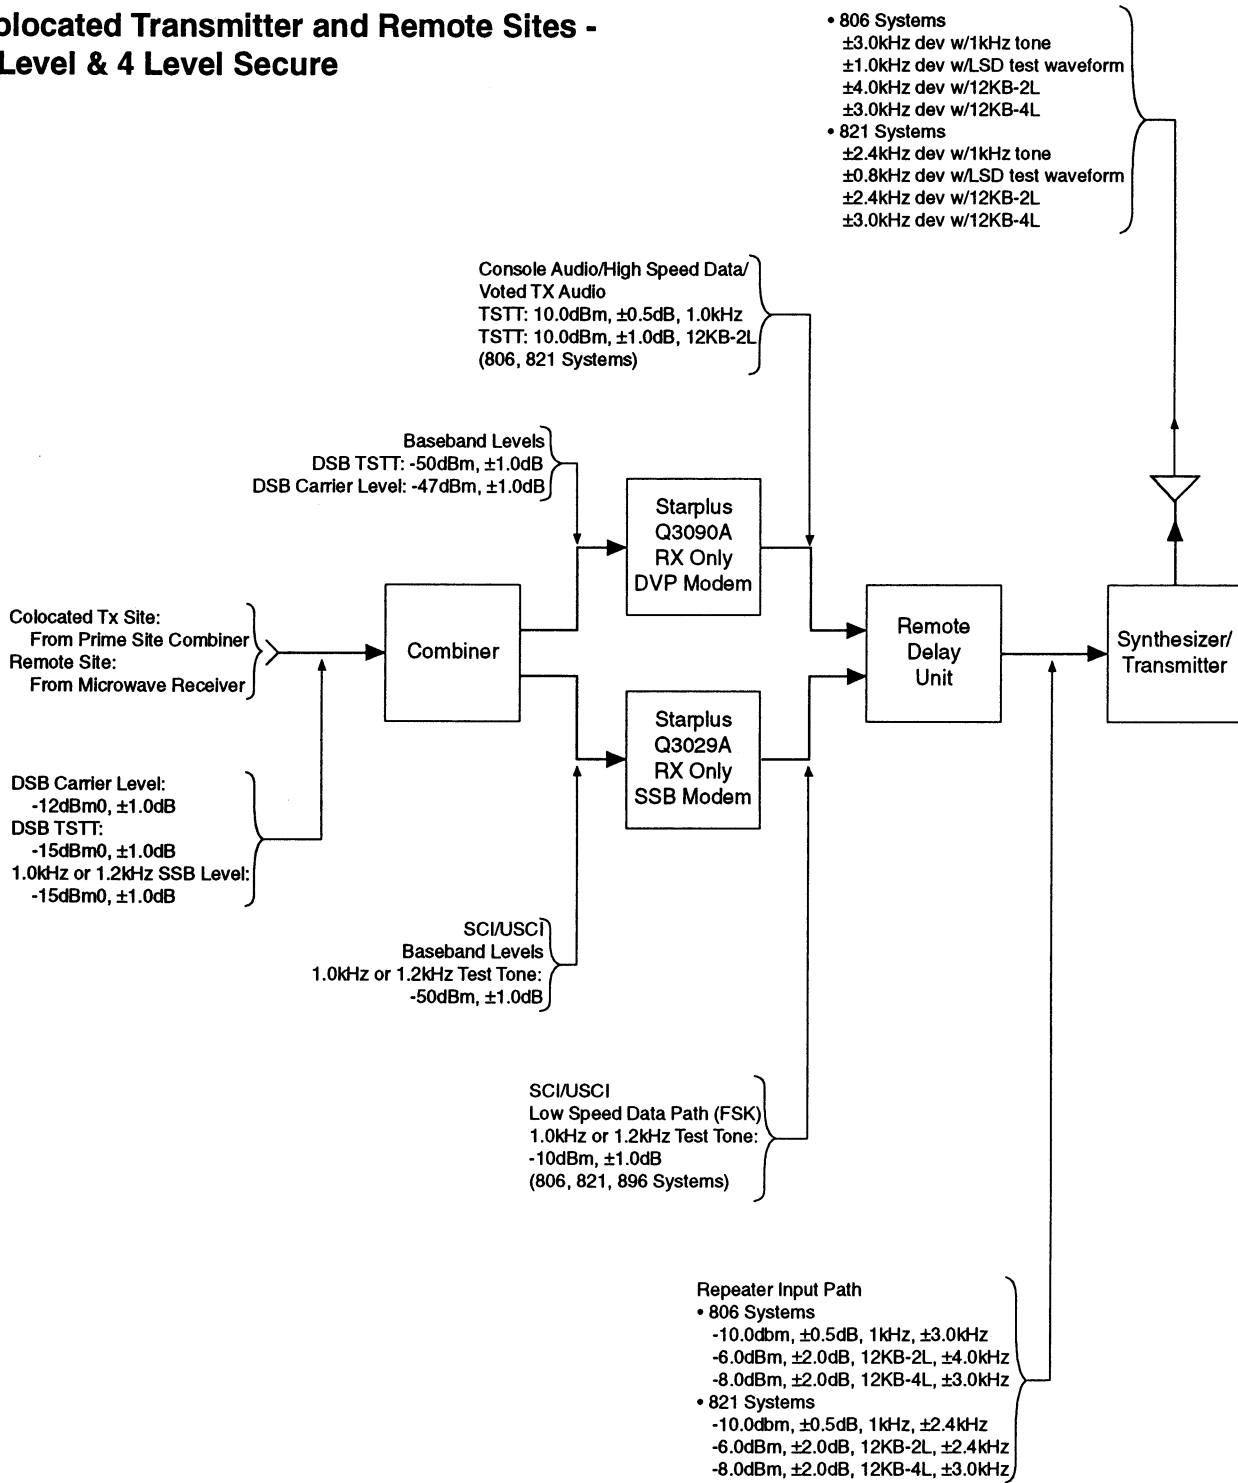 olocated Transmitter and Remote Sites -
Level & 4 Level Secure
• 806 Systems
±3.0kHz dev w/1kHz tone
±1.0kHz dev w/LSD test waveform
±4.0kHz dev w/12KB-2L
±3.0kHz dev w/12KB-4L
• 821 Systems
±2.4kHz dev w/1kHz tone
±0.8kHz dev w/LSD test waveform
±2.4kHz dev w/12KB-2L
±3.0kHz dev w/12KB-4L
Console Audio/High Speed Data/
Voted TX Audio
TSTT: 10.0dBm, ±0.5dB, 1.0kHz
TSTT: 10.0dBm, ±1.0dB, 12KB-2L
(806, 821 Systems)
Baseband Levels
DSB TSTT: -50dBm, ±1.0dB
DSB Carrier Level: -47dBm, ±1.0dB
Starplus
Q3090A
RX Only
DVP Modem
Colocated Tx Site:
From Prime Site Combiner
Remote Site:
From Microwave Receiver
Combiner
Remote
Delay
Unit
Synthesizer/
Transmitter
Starplus
Q3029A
RX Only
SSB Modem
DSB Carrier Level:
-12dBm0, ±1.0dB
DSB TSTT:
-15dBm0, ±1.0dB
1.0kHz or 1.2kHz SSB Level:
-15dBm0, ±1.0dB
SCI/USCI
Baseband Levels
1.0kHz or 1.2kHz Test Tone:
-50dBm, ±1.0dB
SCI/USCI
Low Speed Data Path (FSK)
1.0kHz or 1.2kHz Test Tone:
-10dBm, ±1.0dB
(806, 821, 896 Systems)
Repeater Input Path
• 806 Systems
-10.0dbm, ±0.5dB, 1kHz, ±3.0kHz
-6.0dBm, ±2.0dB, 12KB-2L, ±4.0kHz
-8.0dBm, ±2.0dB, 12KB-4L, ±3.0kHz
• 821 Systems
-10.0dbm, ±0.5dB, 1kHz, ±2.4kHz
-6.0dBm, ±2.0dB, 12KB-2L, ±2.4kHz
-8.0dBm, ±2.0dB, 12KB-4L, ±3.0kHz